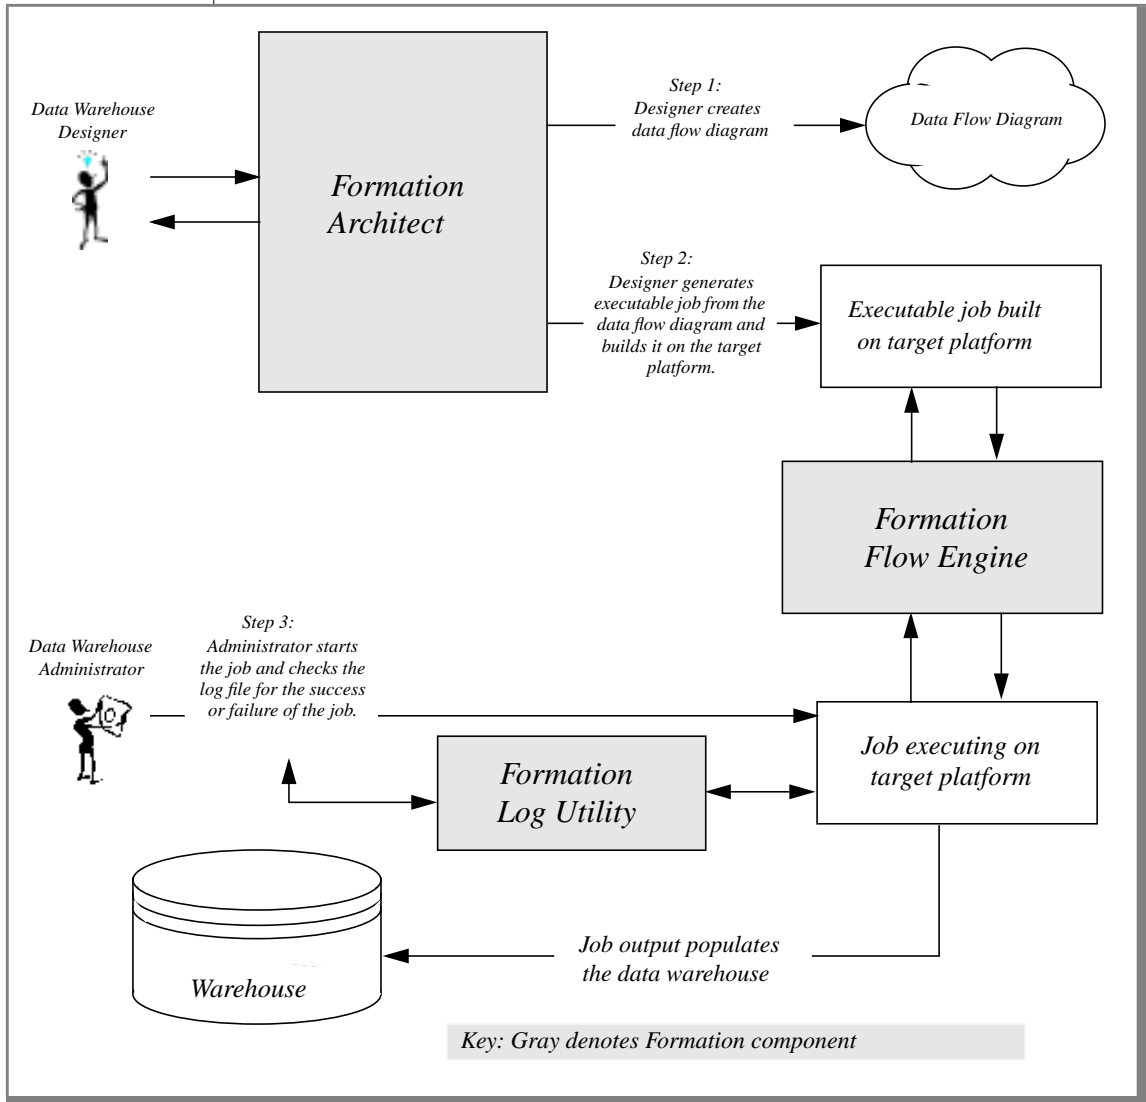 Data Warehouse
Designer
Formation
Architect
Step 1:
Designer creates
data flow diagram
Data Flow Diagram
Step 2:
Designer generates
executable job from the
data flow diagram and
builds it on the target
platform.
Executable job built
on target platform
Formation
Flow Engine
Data Warehouse
Administrator
Step 3:
Administrator starts
the job and checks the
log file for the success
or failure of the job.
Formation
Log Utility
Job executing on
target platform
Job output populates
the data warehouse
Warehouse
Key: Gray denotes Formation component